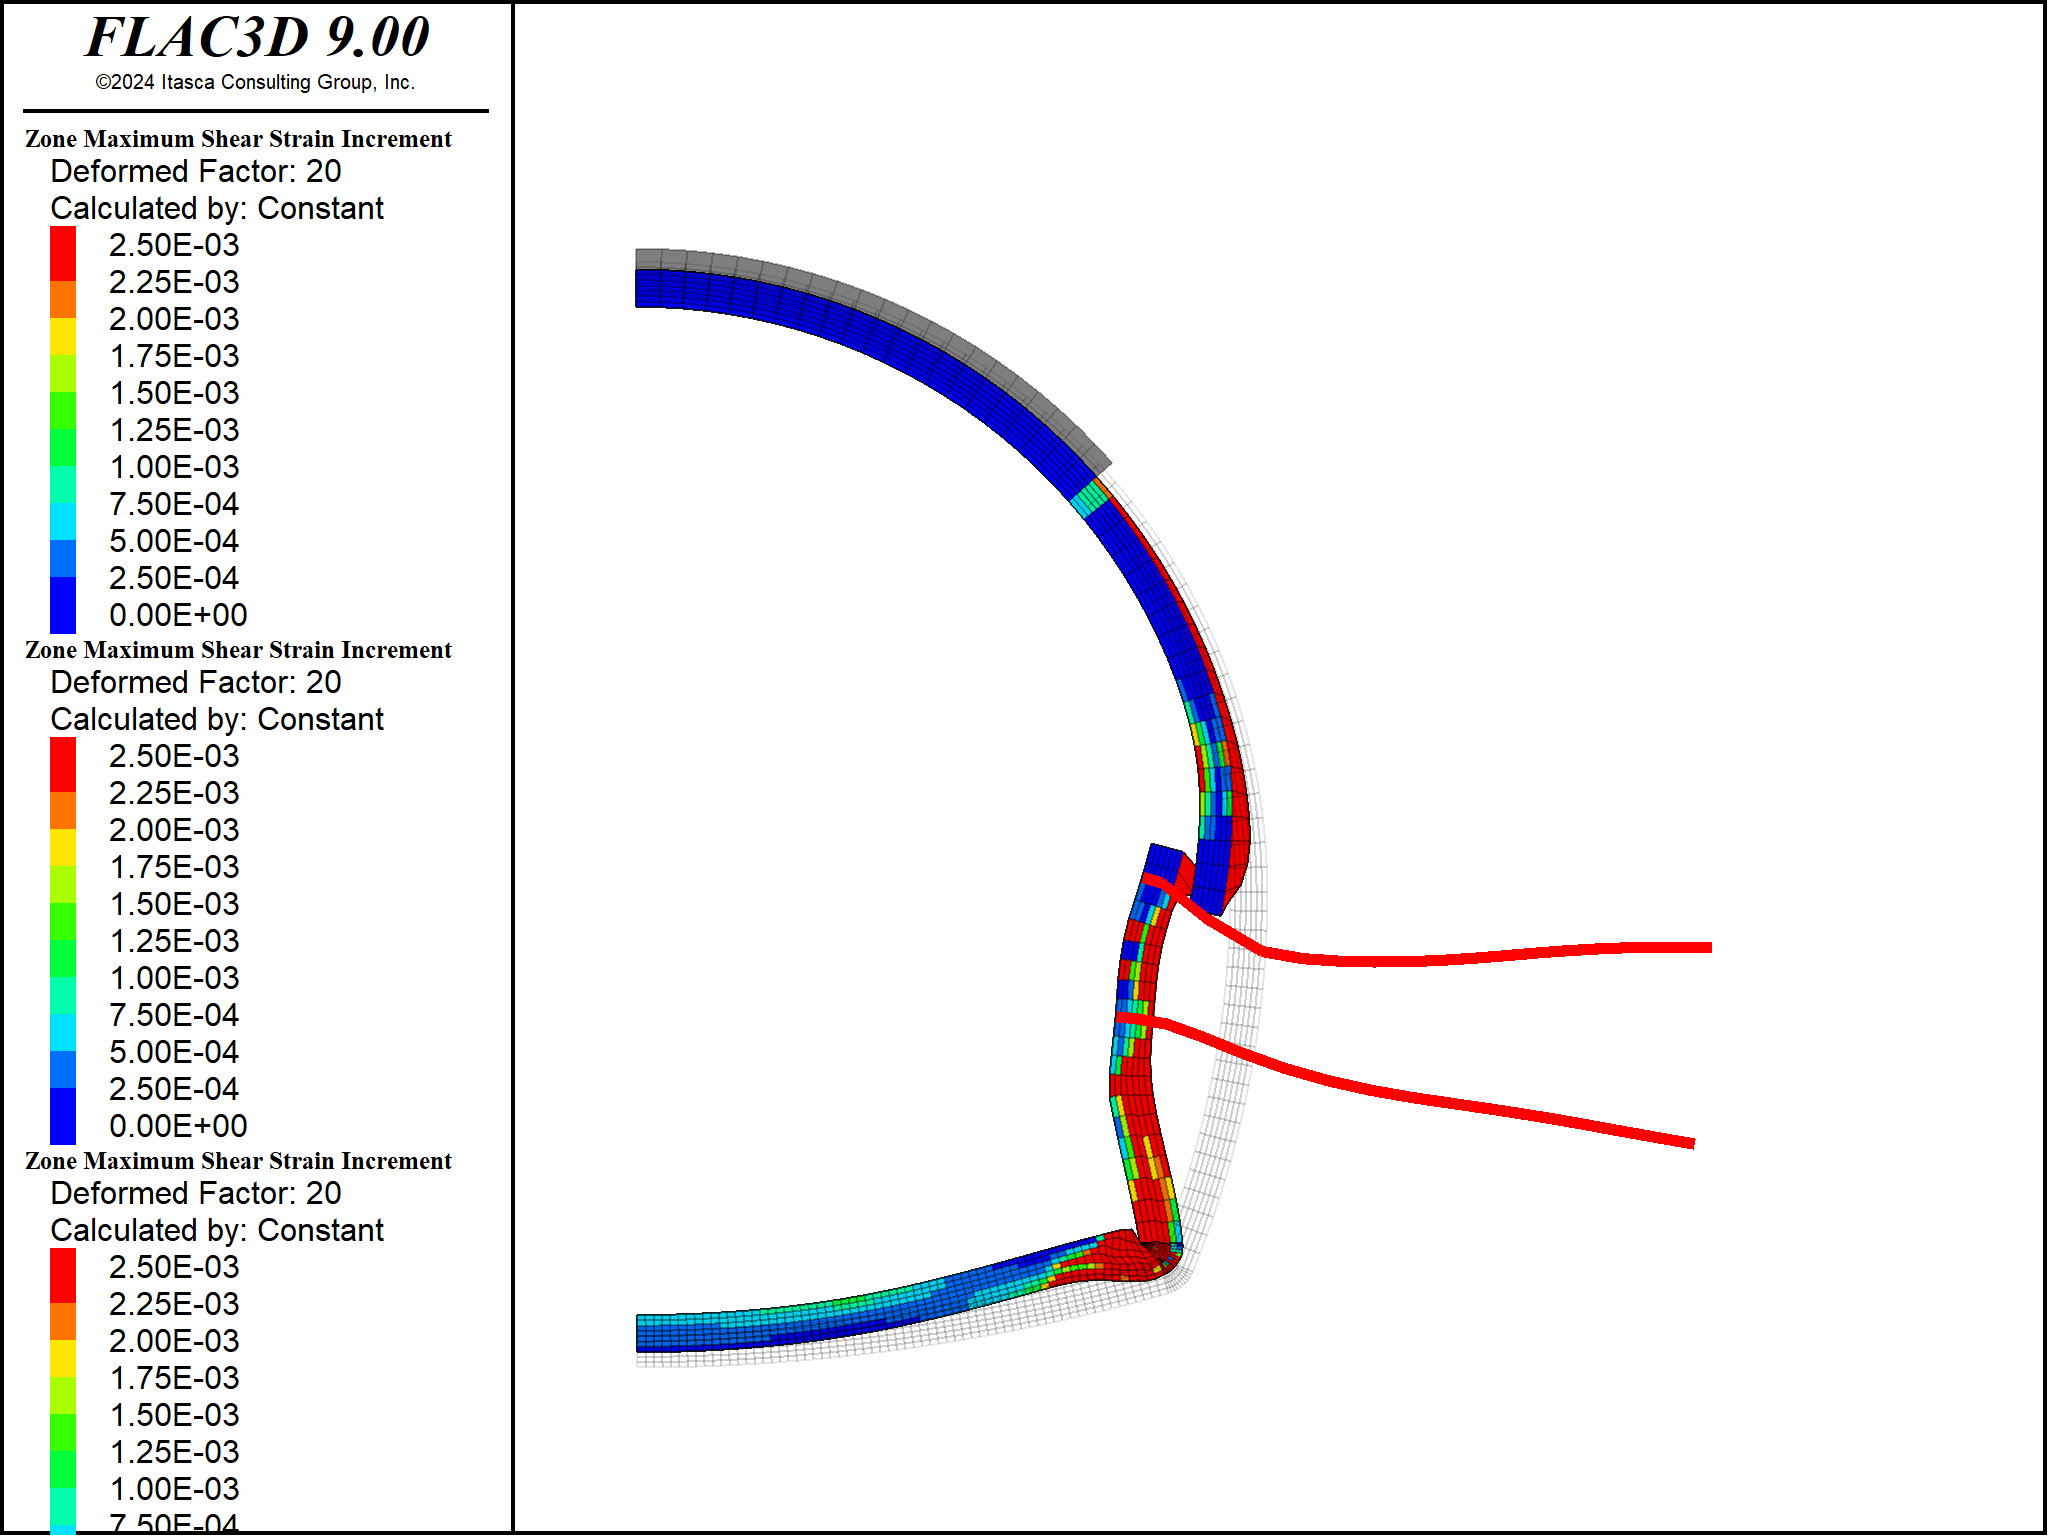 FLAC3D 9.00
©2024 Itasca Consulting Group, Inc.
Zone Maximum Shear Strain Increment
Deformed Factor: 20
Calculated by: Constant
2.50E-03
2.25E-03
2.00E-03
1.75E-03
1.50E-03
1.25E-03
1.00E-03
7.50E-04
5.00E-04
2.50E-04
0.00E+00
Zone Maximum Shear Strain Increment
Deformed Factor: 20
Calculated by: Constant
2.50E-03
2.25E-03
2.00E-03
1.75E-03
1.50E-03
1.25E-03
1.00E-03
7.50E-04
5.00E-04
2.50E-04
0.00E+00
Zone Maximum Shear Strain Increment
Deformed Factor: 20
Calculated by: Constant
2.50E-03
2.25E-03
2.00E-03
1.75E-03
1.50E-03
1.25E-03
1.00E-03
7.50E-04